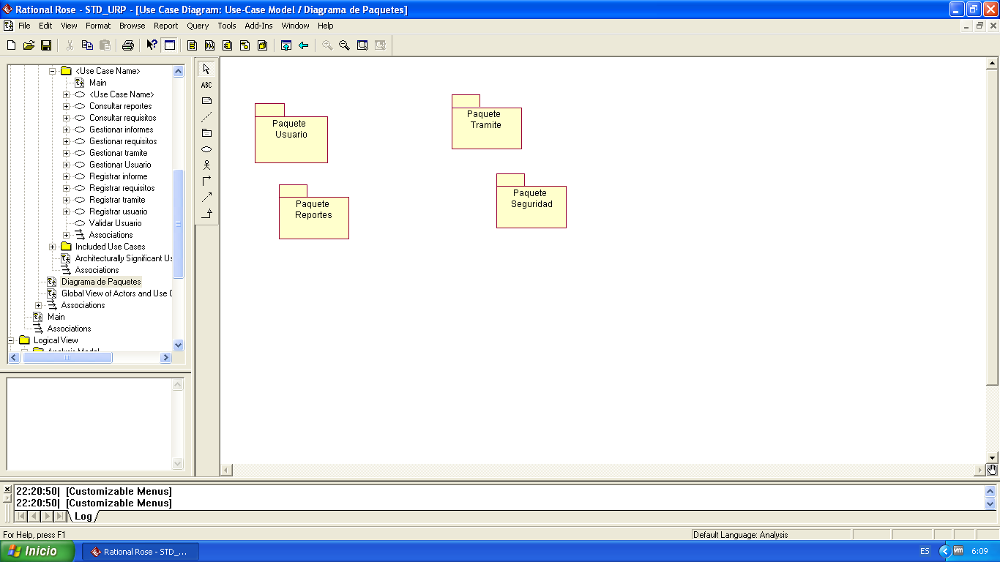 Rational Rose - STD_URP - [Use Case Diagram: Use-Case Model / Diagrama de Paquetes]
File Edit View Format Browse Report Query Tools Add-Ins Window Help
<Use Case Name>
Main
<Use Case Name>
Consultar reportes
Consultar requisitos
Gestionar informes
Gestionar requisitos
Gestionar tramite
Gestionar Usuario
Registrar informe
Registrar requisitos
Registrar tramite
Registrar usuario
Validar Usuario
Associations
Included Use Cases
Architecturally Significant Us
Associations
Diagrama de Paquetes
Global View of Actors and Use C
Associations
Main
Associations
Logical View
Analysis Model
ABC
Paquete
Usuario
Paquete
Tramite
Paquete
Reportes
Paquete
Seguridad
22:20:50| [Customizable Menus]
22:20:50| [Customizable Menus]
Log
For Help, press F1
Default Language: Analysis
Inicio
Rational Rose - STD_...
ES
vm
6:09